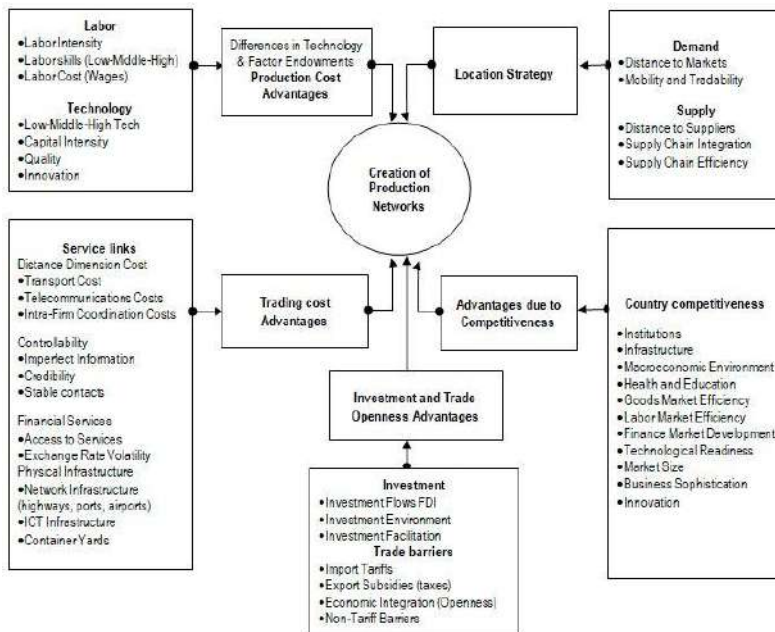 Labor
•Labor Intensity
•Laborskills (Low-Middle-High)
•Labor Cost (Wages)
Technology
•Low-Middle-High Tech
•Capital Intensity
•Quality
•Innovation
Differences in Technology
& Factor Endowments
Production Cost
Advantages
Location Strategy
Demand
•Distance to Markets
•Mobility and Tradability
Supply
•Distance to Suppliers
•Supply Chain Integration
•Supply Chain Efficiency
Creation of
Production
Networks
Service links
Distance Dimension Cost
•Transport Cost
•Telecommunications Costs
•Intra-Firm Coordination Costs
Controllability
•Imperfect Information
•Credibility
•Stable contacts
Financial Services
•Access to Services
•Exchange Rate Volatility
Physical Infrastructure
•Network Infrastructure
(highways, ports, airports)
•ICT Infrastructure
•Container Yards
Trading cost
Advantages
Advantages due to
Competitiveness
Country competitiveness
•Institutions
•Infrastructure
•Macroeconomic Environment
•Health and Education
•Goods Market Efficiency
•Labor Market Efficiency
•Finance Market Development
•Technological Readiness
•Market Size
•Business Sophistication
•Innovation
Investment and Trade
Openness Advantages
Investment
•Investment Flows FDI
•Investment Environment
•Investment Facilitation
Trade barriers
•Import Tariffs
•Export Subsidies (taxes)
•Economic Integration (Openness)
•Non-Tariff Barriers